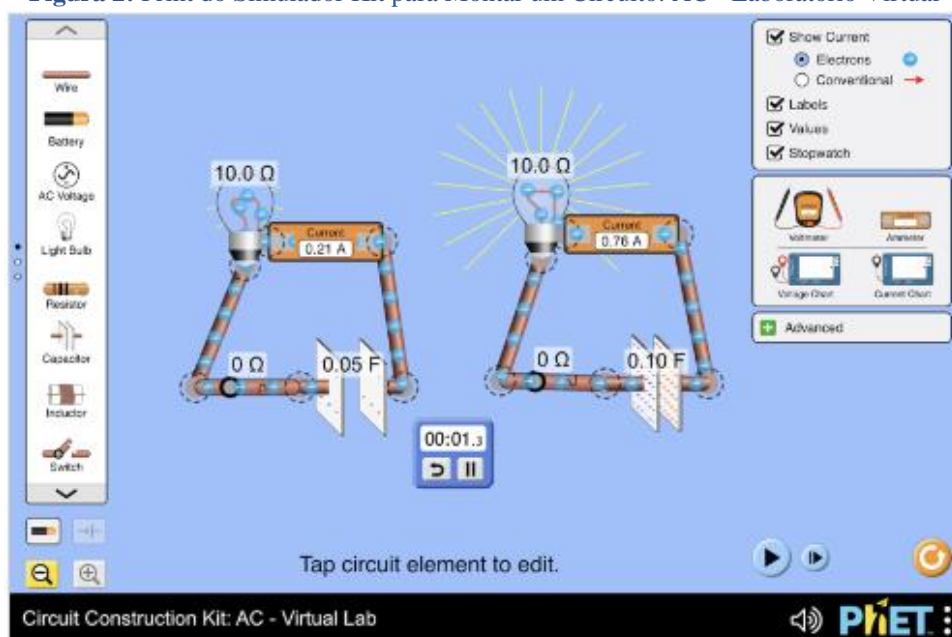 Figura 2. Print do Simulador Kit para Montar um Circuito: AC - Laboratório Virtual
Wire
Battery
AC Voltage
Light Bulb
Resistor
Capacitor
Inductor
Switch
10.0 Ω
Current
0.21 A
0 Ω
0.05 F
10.0 Ω
Current
0.76 A
0 Ω
0.10 F
00:01.3
Tap circuit element to edit.
Show Current
Electrons
Conventional
Labels
Values
Stopwatch
Voltmeter
Ammeter
Voltage Chart
Current Chart
Advanced
Circuit Construction Kit: AC - Virtual Lab
PhET